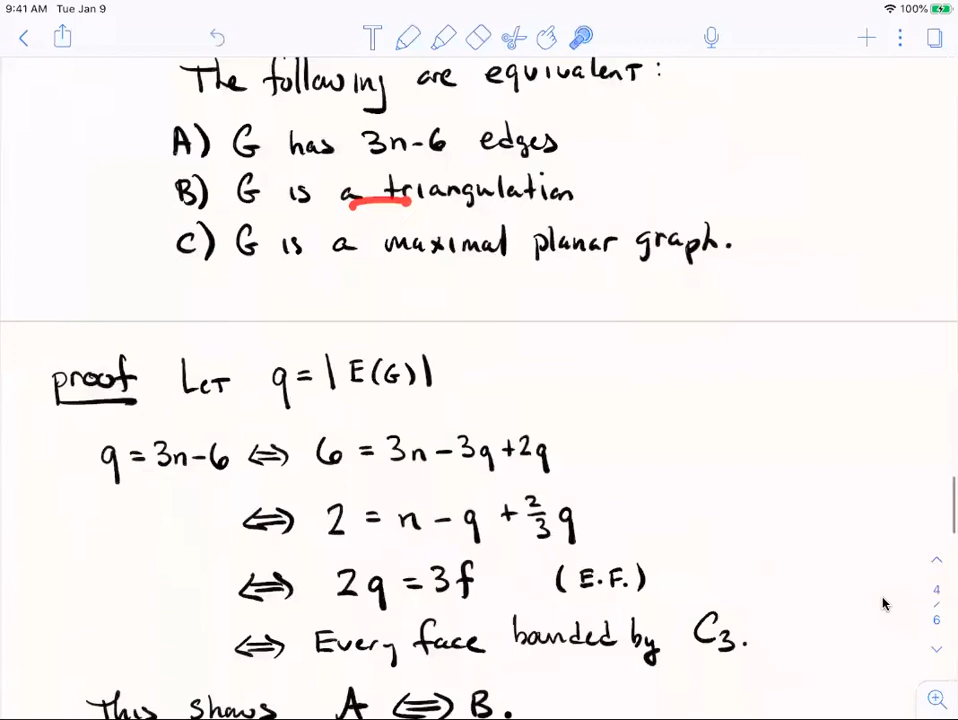 9:41 AM Tue Jan 9
100%
The following are equivalent:
A) G has 3n-6 edges
B) G is a triangulation
C) G is a maximal planar graph.
proof Let q = |E(G)|
q = 3n-6 ⇔ 6 = 3n - 3q + 2q
⇔ 2 = n - q + 2/3 q
⇔ 2q = 3f (E.F.)
⇔ Every face bounded by C₃.
This shows A ⇔ B.
4
/
6